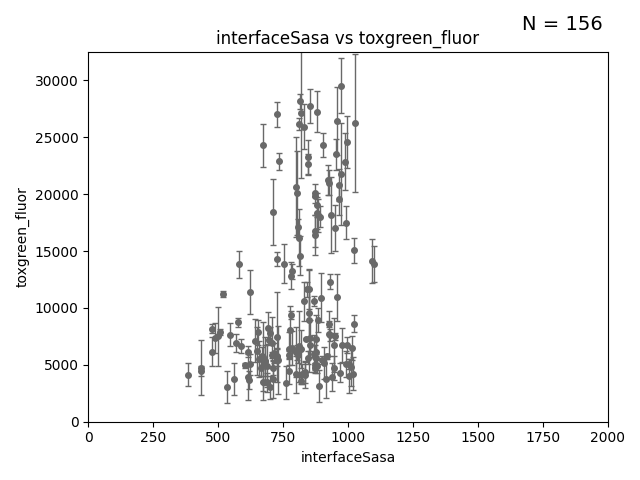 N = 156
interfaceSasa vs toxgreen_fluor
30000
25000
20000
15000
10000
5000
0
toxgreen_fluor
0 250 500 750 1000 1250 1500 1750 2000
interfaceSasa